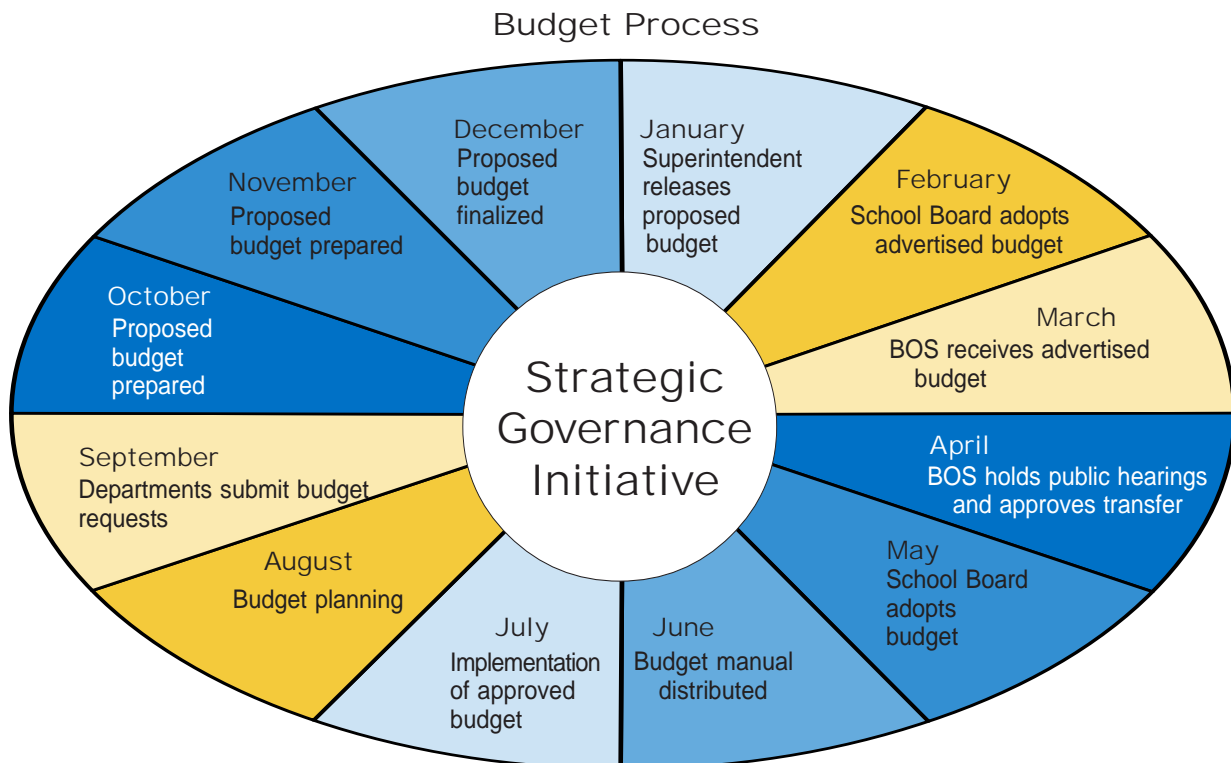 Budget Process
December
Proposed
budget
finalized
January
Superintendent
releases
proposed
budget
February
School Board adopts
advertised budget
March
BOS receives advertised
budget
April
BOS holds public hearings
and approves transfer
May
School Board
adopts
budget
June
Budget manual
distributed
July
Implementation
of approved
budget
August
Budget planning
September
Departments submit budget
requests
October
Proposed
budget
prepared
November
Proposed
budget prepared
Strategic
Governance
Initiative